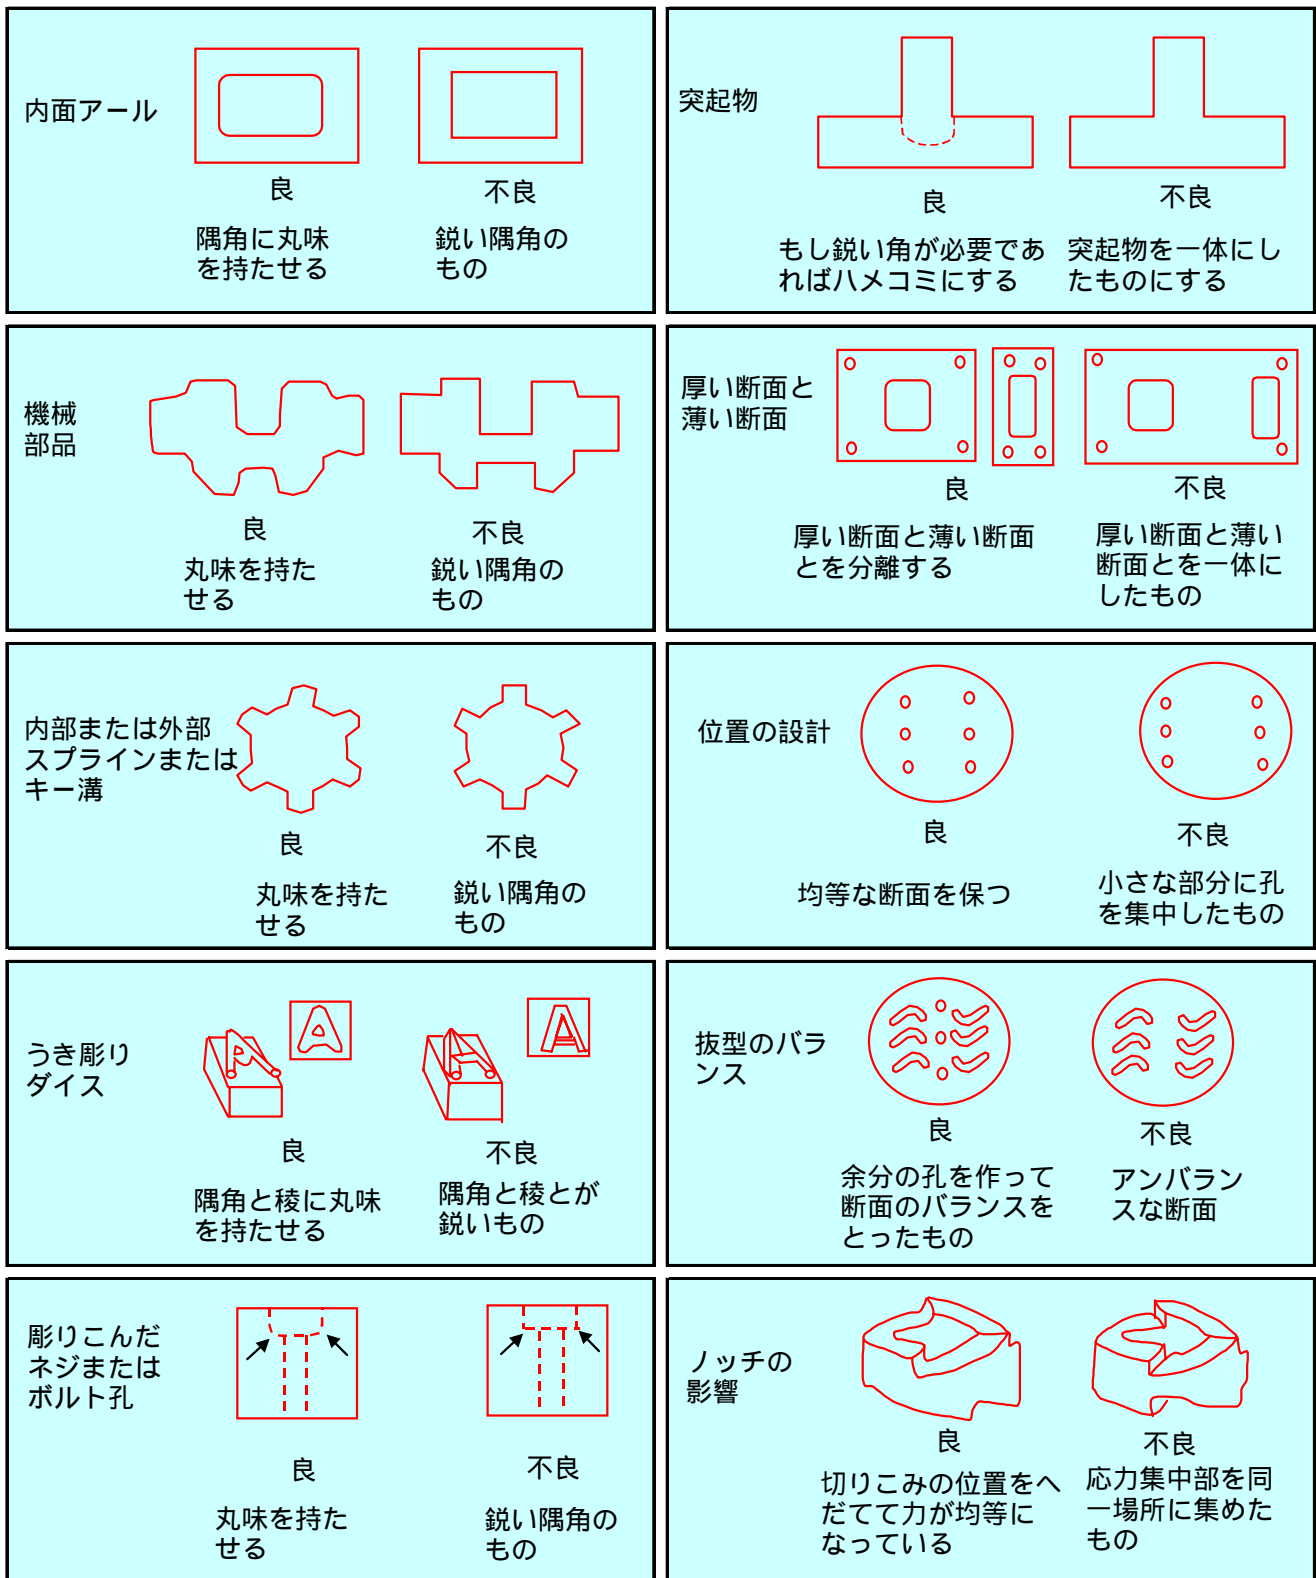 内面アール
良
不良
隅角に丸味
を持たせる
鋭い隅角の
もの
突起物
良
不良
もし鋭い角が必要であ
ればハメコミにする
突起物を一体にし
たものにする
機械
部品
良
不良
丸味を持た
せる
鋭い隅角の
もの
厚い断面と
薄い断面
良
不良
厚い断面と薄い断面
とを分離する
厚い断面と薄い
断面とを一体に
したもの
内部または外部
スプラインまたは
キー溝
良
不良
丸味を持た
せる
鋭い隅角の
もの
位置の設計
良
不良
均等な断面を保つ
小さな部分に孔
を集中したもの
うき彫り
ダイス
A
A
良
不良
隅角と稜に丸味
を持たせる
隅角と稜とが
鋭いもの
抜型のバラ
ンス
良
不良
余分の孔を作って
断面のバランスを
とったもの
アンバラン
スな断面
彫りこんだ
ネジまたは
ボルト孔
良
不良
丸味を持た
せる
鋭い隅角の
もの
ノッチの
影響
良
不良
切りこみの位置をへ
だてて力が均等に
なっている
応力集中部を同
一場所に集めた
もの